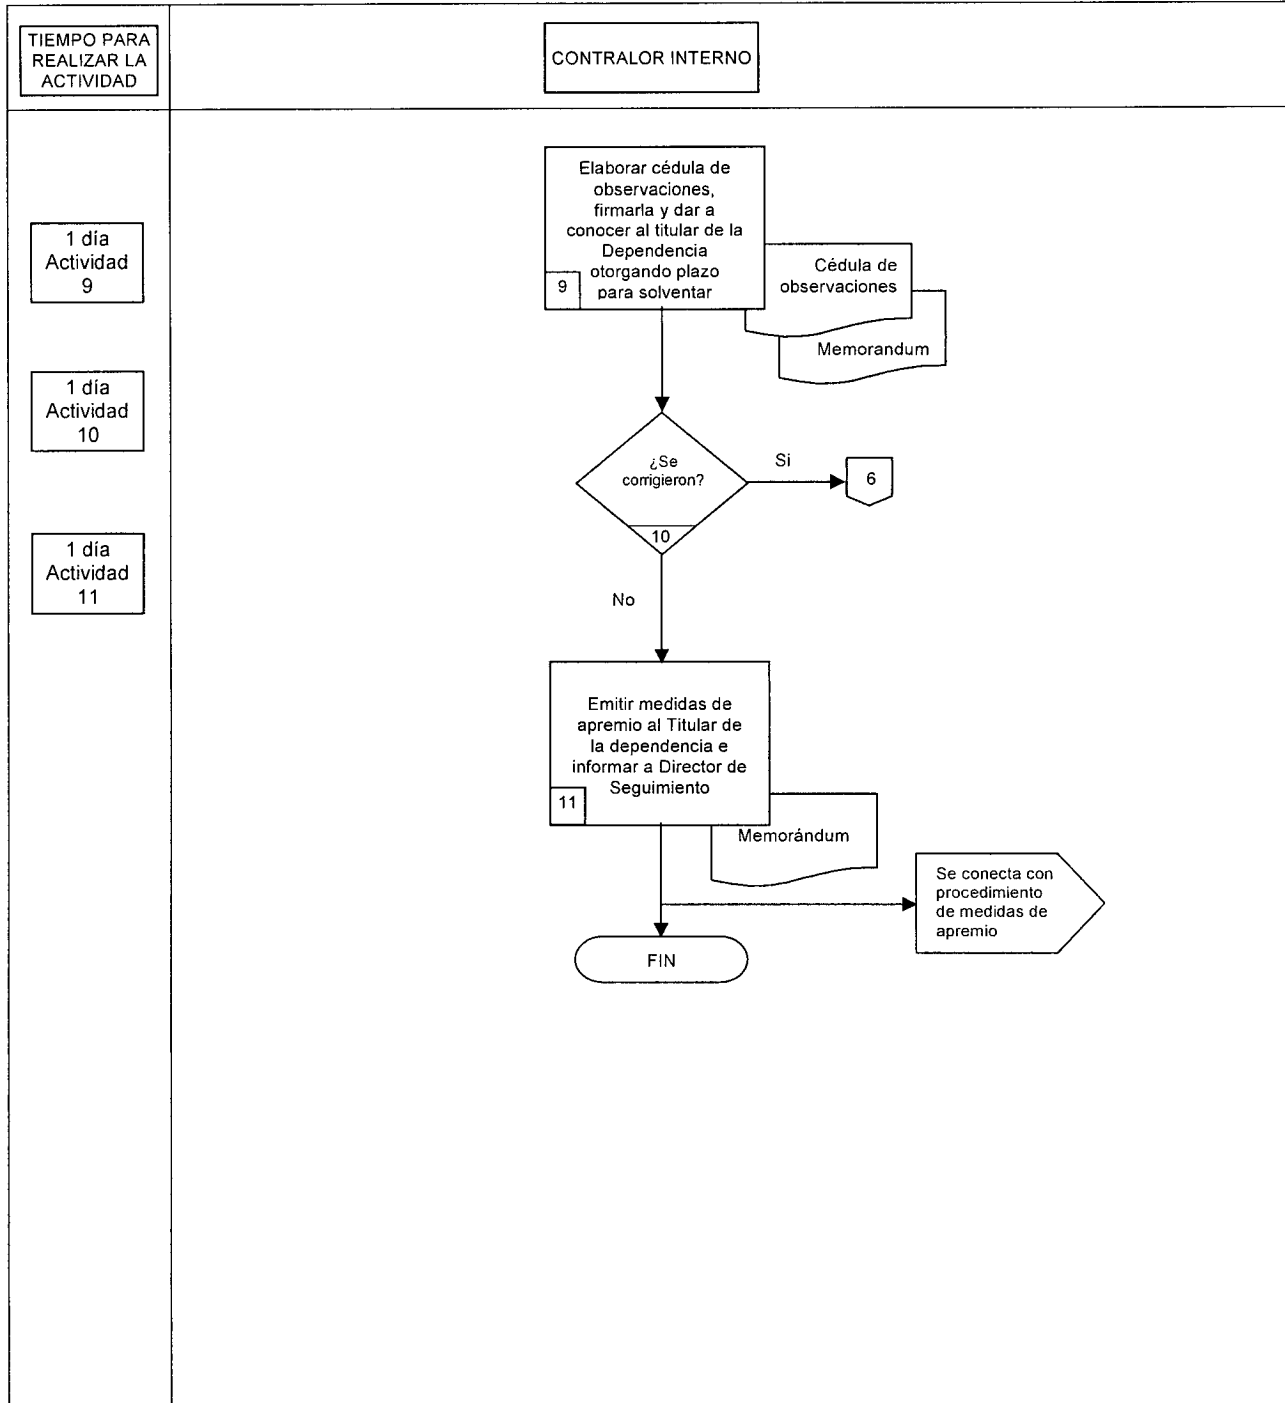 TIEMPO PARA
REALIZAR LA
ACTIVIDAD
CONTRALOR INTERNO
Elaborar cédula de
observaciones,
firmarla y dar a
conocer al titular de la
Dependencia
otorgando plazo
para solventar
9
1 día
Actividad
9
Cédula de
observaciones
Memorandum
1 día
Actividad
10
¿Se
corrigieron?
10
Si
6
1 día
Actividad
11
No
Emitir medidas de
apremio al Titular de
la dependencia e
informar a Director de
Seguimiento
11
Memorándum
Se conecta con
procedimiento
de medidas de
apremio
FIN